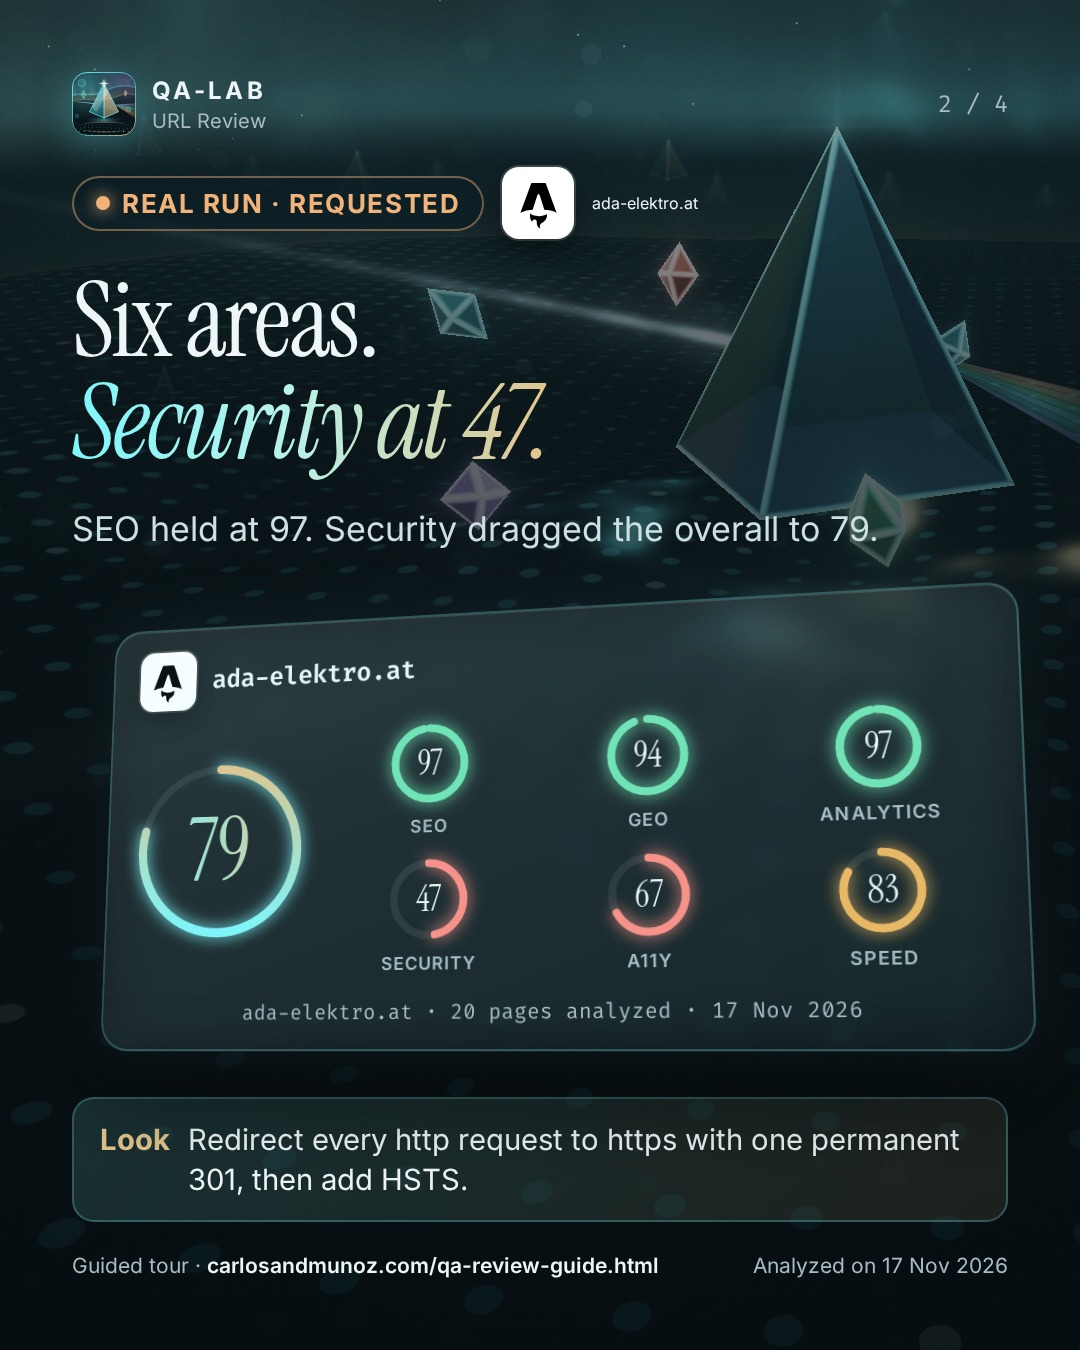 QA-LAB
URL Review
2 / 4
REAL RUN · REQUESTED
ada-elektro.at
Six areas.
Security at 47.
SEO held at 97. Security dragged the overall to 79.
ada-elektro.at
79
97
SEO
94
GEO
97
ANALYTICS
47
SECURITY
67
A11Y
83
SPEED
ada-elektro.at · 20 pages analyzed · 17 Nov 2026
Look Redirect every http request to https with one permanent
301, then add HSTS.
Guided tour · carlosandmunoz.com/qa-review-guide.html
Analyzed on 17 Nov 2026